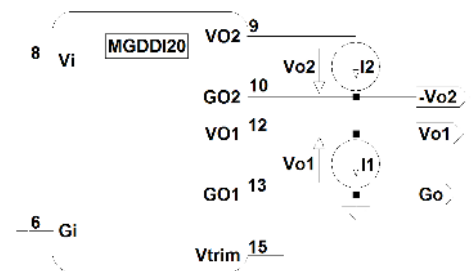 9
MGDDI20 VO2
8 Vi Vo2 -I2
GO2 10 -Vo2
VO1 12 Vo1
Vo1 I1
GO1 13 Go
6 Gi
Vtrim 15